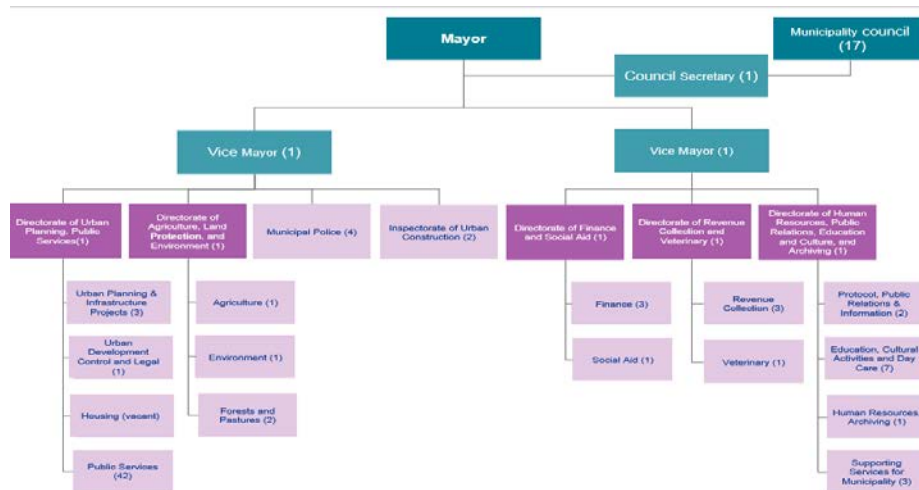 Mayor
Municipality council
(17)
Council Secretary (1)
Vice Mayor (1)
Vice Mayor (1)
Directorate of Urban
Planning, Public
Services(1)
Directorate of
Agriculture, Land
Protection, and
Environment (1)
Municipal Police (4)
Inspectorate of Urban
Construction (2)
Directorate of Finance
and Social Aid (1)
Directorate of Revenue
Collection and
Veterinary (1)
Directorate of Human
Resources, Public
Relations, Education
and Culture, and
Archiving (1)
Urban Planning &
Infrastructure
Projects (3)
Urban
Development
Control and Legal
(1)
Housing (vacant)
Public Services
(42)
Agriculture (1)
Environment (1)
Forests and
Pastures (2)
Finance (3)
Social Aid (1)
Revenue
Collection (3)
Veterinary (1)
Protocol, Public
Relations &
Information (2)
Education, Cultural
Activities and Day
Care (7)
Human Resources,
Archiving (1)
Supporting
Services for
Municipality (3)